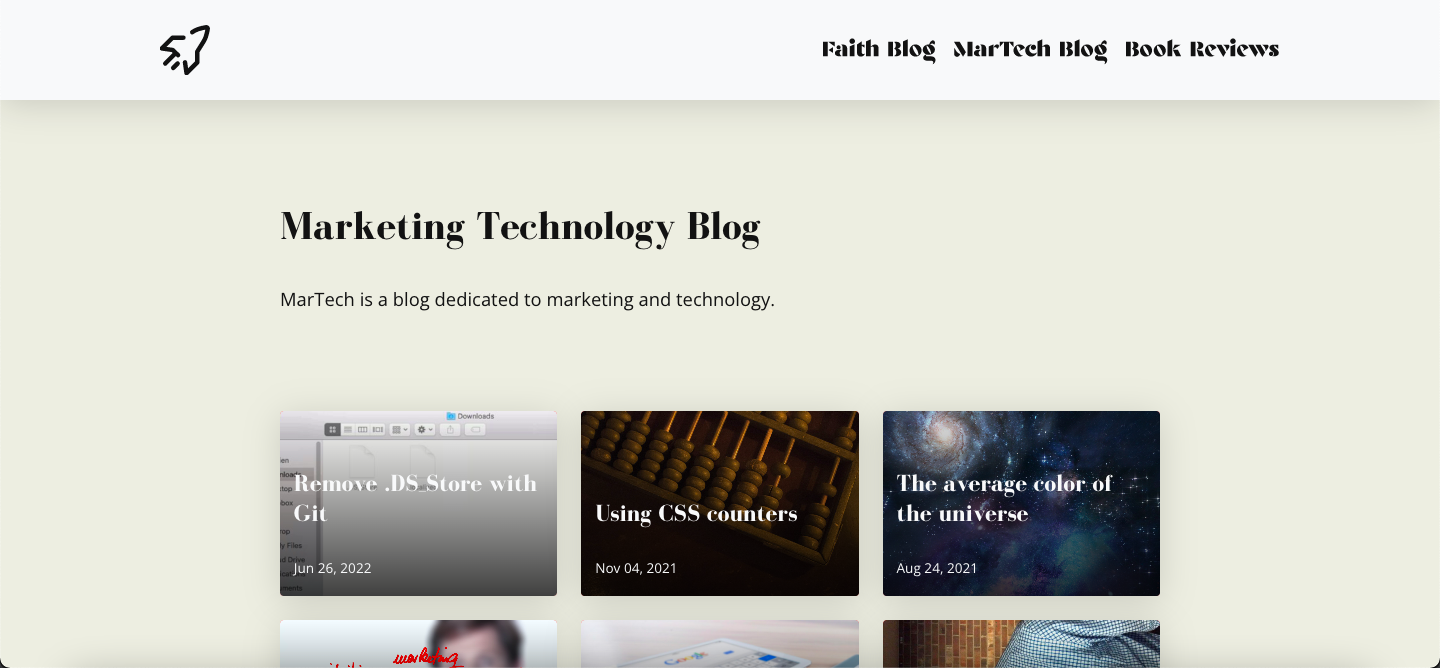 Faith Blog MarTech Blog Book Reviews
Marketing Technology Blog
MarTech is a blog dedicated to marketing and technology.
Downloads
Remove .DS_Store with
Git
Jun 26, 2022
Using CSS counters
Nov 04, 2021
The average color of
the universe
Aug 24, 2021
marketing
Google